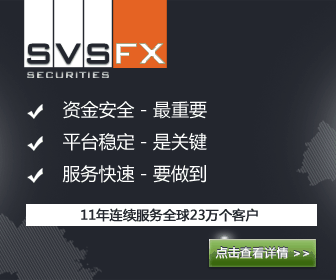 SVSFX
SECURITIES
资金安全 - 最重要
平台稳定 - 是关键
服务快速 - 要做到
11年连续服务全球23万个客户
点击查看详情 >>